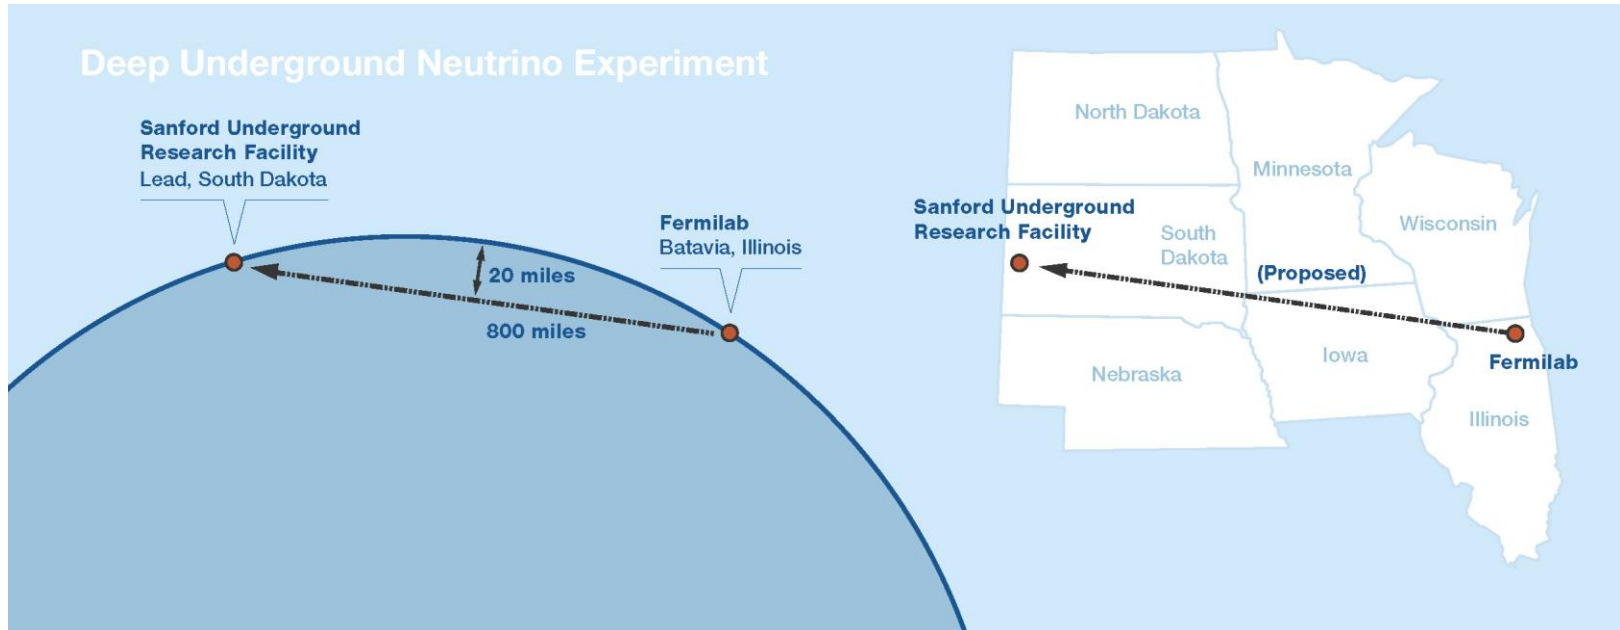 Deep Underground Neutrino Experiment
Sanford Underground
Research Facility
Lead, South Dakota
Fermilab
Batavia, Illinois
20 miles
800 miles
North Dakota
Minnesota
Sanford Underground
Research Facility
South
Dakota
Wisconsin
(Proposed)
Iowa
Fermilab
Nebraska
Illinois